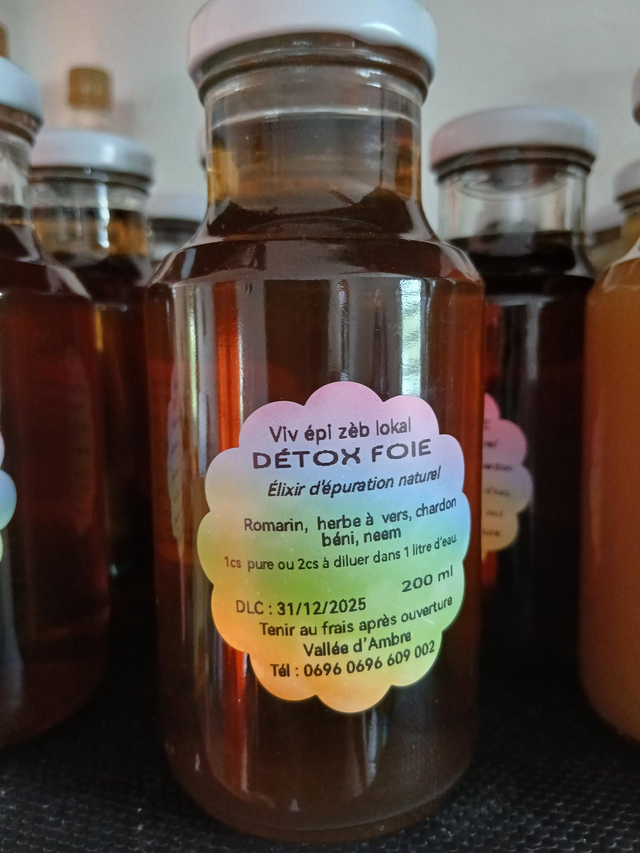 Viv épi zèb lokal
DÉTOX FOIE
Élixir d'épuration naturel
Romarin, herbe à vers, chardon
béni, neem
1cs pure ou 2cs à diluer dans 1 litre d'eau.
200 ml
DLC : 31/12/2025
Tenir au frais après ouverture
Vallée d'Ambre
Tél : 0696 0696 609 002